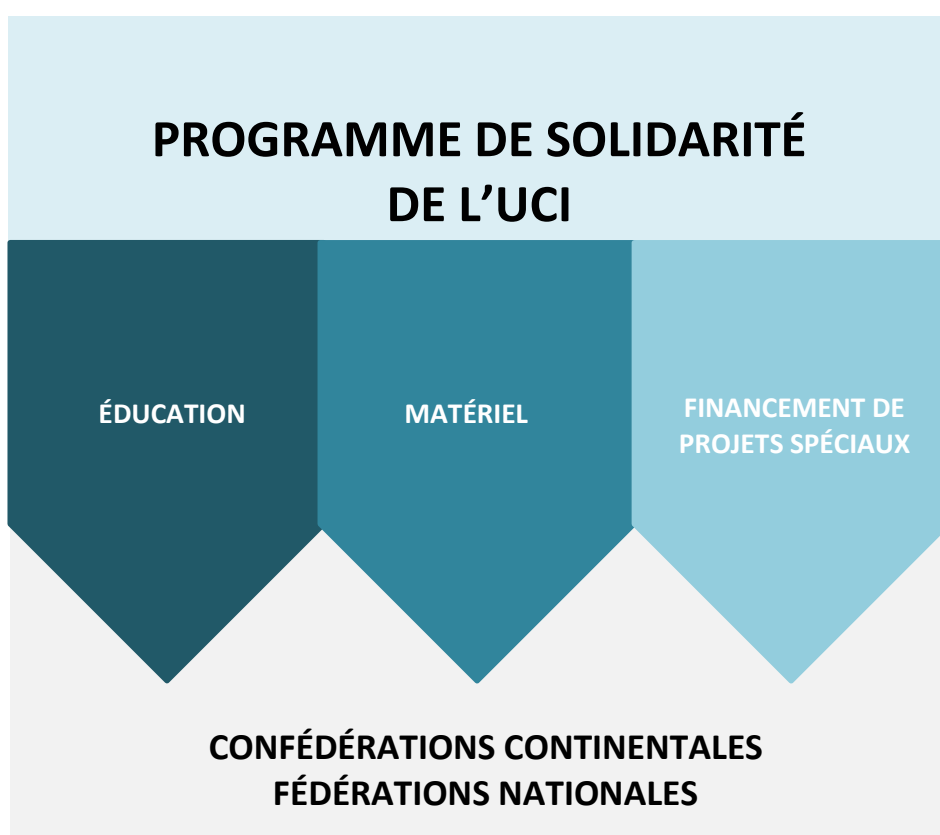 PROGRAMME DE SOLIDARITÉ
DE L’UCI
ÉDUCATION
MATÉRIEL
FINANCEMENT DE
PROJETS SPÉCIAUX
CONFÉDÉRATIONS CONTINENTALES
FÉDÉRATIONS NATIONALES